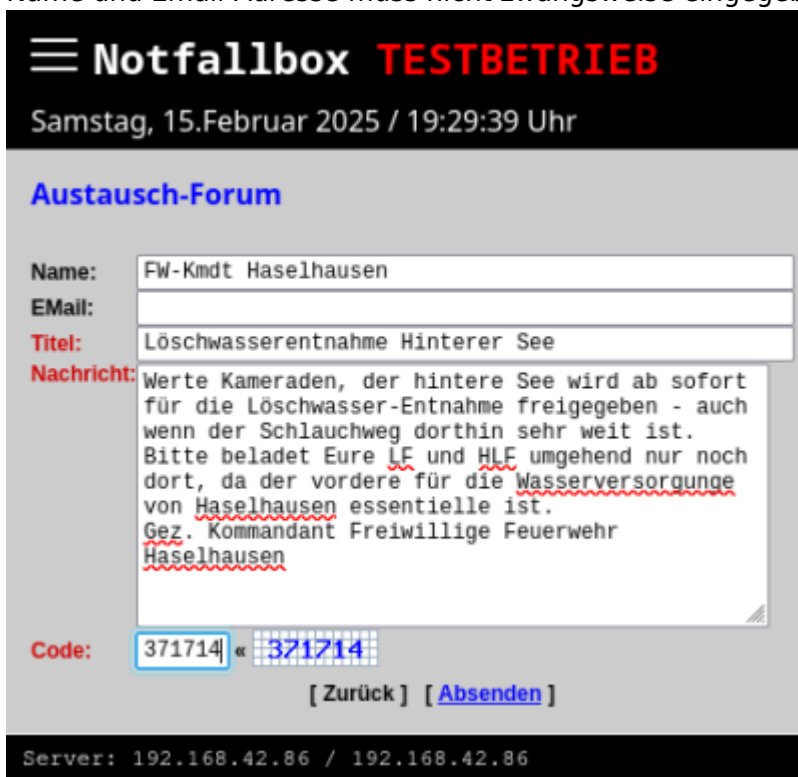 Notfallbox TESTBETRIEB
Samstag, 15.Februar 2025 / 19:29:39 Uhr
Austausch-Forum
Name: FW-Kmdt Haselhausen
EMail:
Titel: Löschwasserentnahme Hinterer See
Nachricht: Werte Kameraden, der hintere See wird ab sofort
für die Löschwasser-Entnahme freigegeben - auch
wenn der Schlauchweg dorthin sehr weit ist.
Bitte beladet Eure LF und HLF umgehend nur noch
dort, da der vordere für die Wasserversorgunge
von Haselhausen essentielle ist.
Gez. Kommandant Freiwillige Feuerwehr
Haselhausen
Code: 371714 « 371714
[ Zurück ] [ Absenden ]
Server: 192.168.42.86 / 192.168.42.86